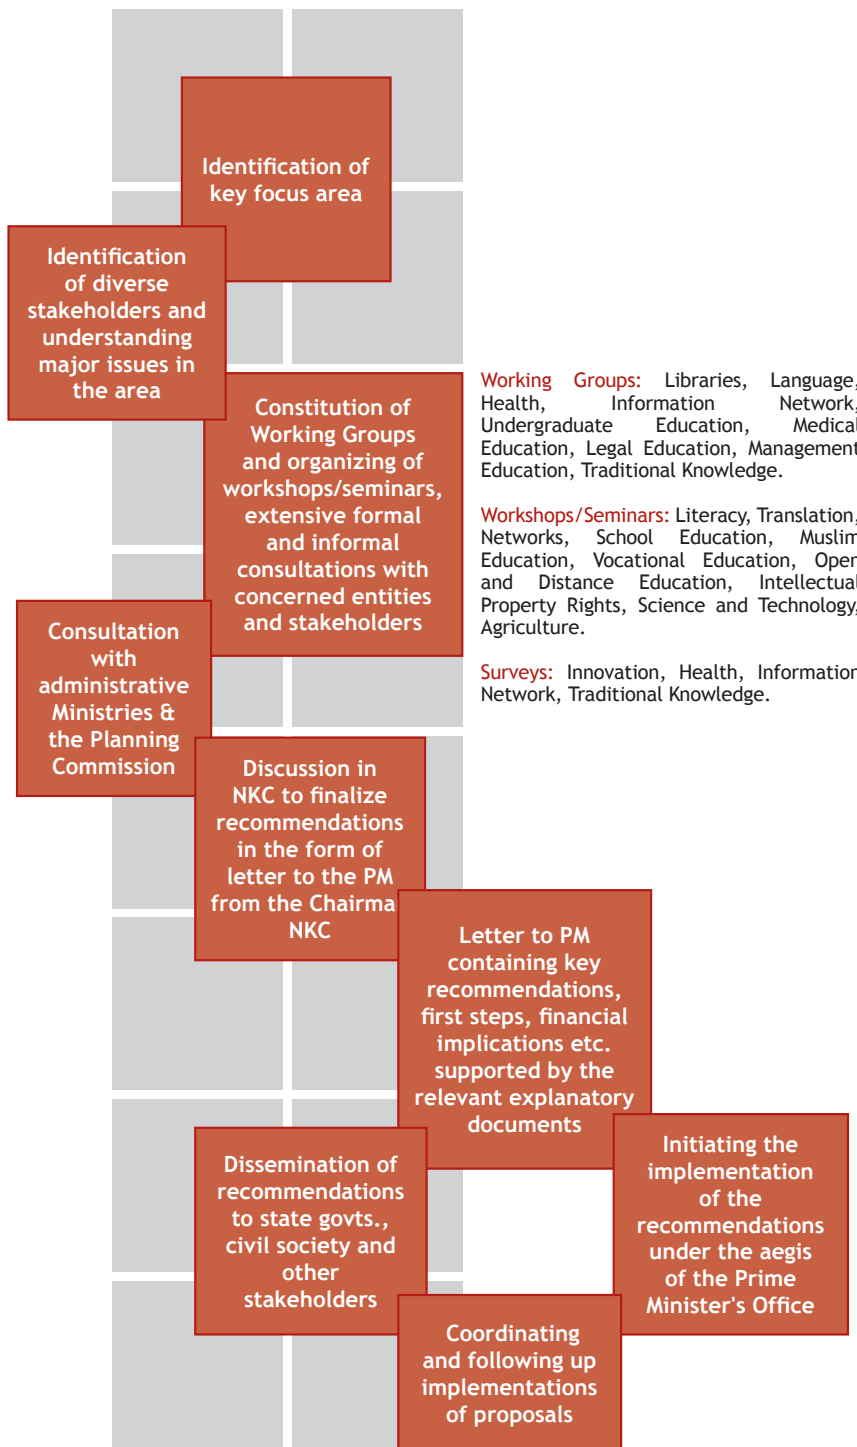 Identification of
key focus area
Identification
of diverse
stakeholders and
understanding
major issues in
the area
Constitution of
Working Groups
and organizing of
workshops/seminars,
extensive formal
and informal
consultations with
concerned entities
and stakeholders
Working Groups: Libraries, Language,
Health, Information Network,
Undergraduate Education, Medical
Education, Legal Education, Management
Education, Traditional Knowledge.
Workshops/Seminars: Literacy, Translation,
Networks, School Education, Muslim
Education, Vocational Education, Open
and Distance Education, Intellectual
Property Rights, Science and Technology,
Agriculture.
Surveys: Innovation, Health, Information
Network, Traditional Knowledge.
Consultation
with
administrative
Ministries &
the Planning
Commission
Discussion in
NKC to finalize
recommendations
in the form of
letter to the PM
from the Chairma
NKC
Letter to PM
containing key
recommendations,
first steps, financial
implications etc.
supported by the
relevant explanatory
documents
Initiating the
implementation
of the
recommendations
under the aegis
of the Prime
Minister's Office
Dissemination of
recommendations
to state govts.,
civil society and
other
stakeholders
Coordinating
and following up
implementations
of proposals